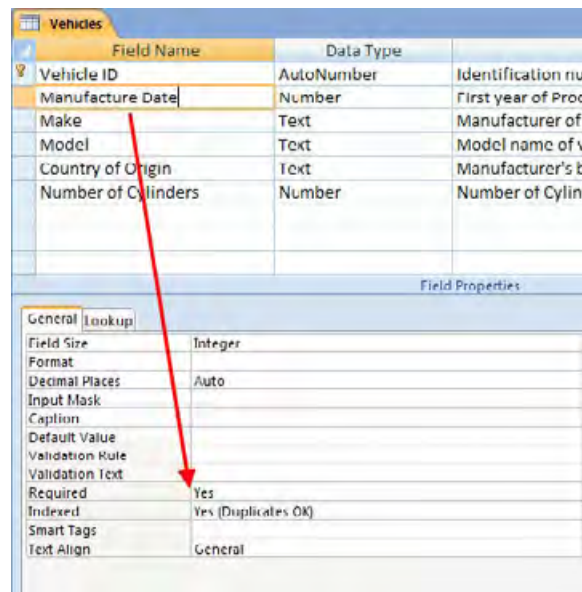 Vehicles
Field Name Data Type
Vehicle ID AutoNumber Identification nu
Manufacture Date Number First year of Proc
Make Text Manufacturer of
Model Text Model name of v
Country of Origin Text Manufacturer's b
Number of Cylinders Number Number of Cylin
Field Properties
General Lookup
Field Size Integer
Format
Decimal Places Auto
Input Mask
Caption
Default Value
Validation Rule
Validation Text
Required Yes
Indexed Yes (Duplicates OK)
Smart Tags
Text Align General